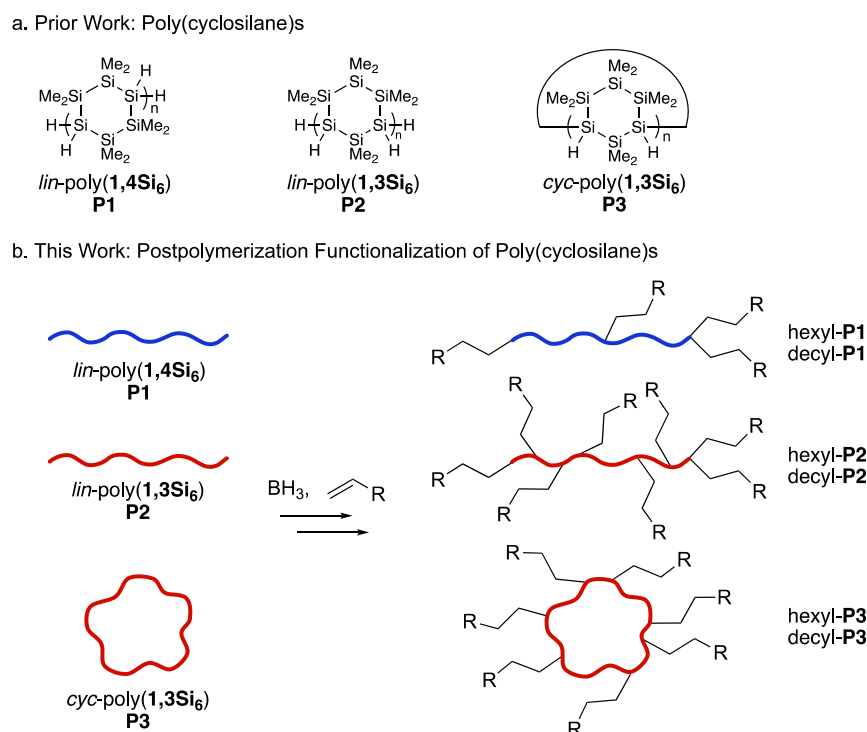 a. Prior Work: Poly(cyclosilane)s
Me2
Si
H
Me2Si
Si
H
n
H
Si
SiMe2
H
Si
Me2
lin-poly(1,4Si6)
P1
Me2
Si
Me2Si
SiMe2
H
Si
Si
H
n
H
Si
H
Me2
lin-poly(1,3Si6)
P2
Me2
Si
Me2Si
SiMe2
Si
Si
n
H
Si
H
Me2
cyc-poly(1,3Si6)
P3
b. This Work: Postpolymerization Functionalization of Poly(cyclosilane)s
lin-poly(1,4Si6)
P1
R
R
R
R
hexyl-P1
decyl-P1
lin-poly(1,3Si6)
P2
BH3,
R
R
R
R
R
R
R
R
R
hexyl-P2
decyl-P2
cyc-poly(1,3Si6)
P3
R
R
R
R
R
R
R
hexyl-P3
decyl-P3